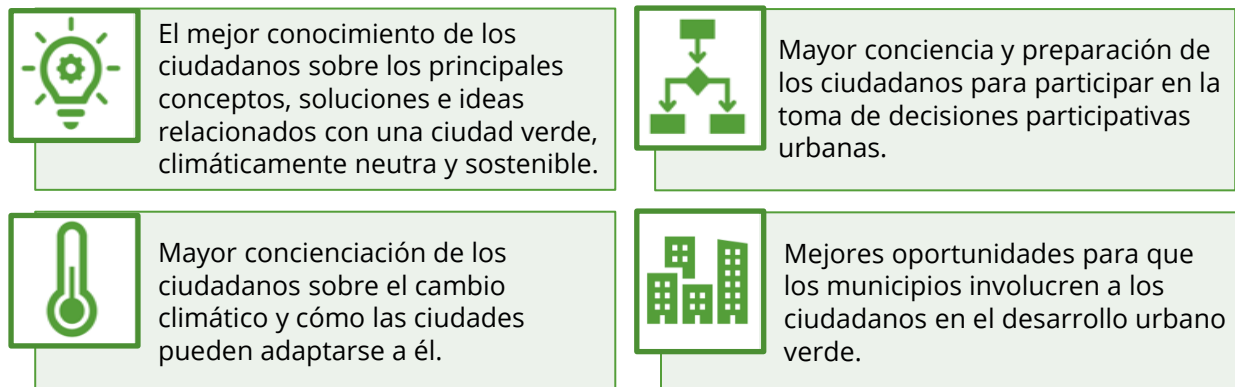 El mejor conocimiento de los
ciudadanos sobre los principales
conceptos, soluciones e ideas
relacionados con una ciudad verde,
climáticamente neutra y sostenible.
Mayor conciencia y preparación de
los ciudadanos para participar en la
toma de decisiones participativas
urbanas.
Mayor concienciación de los
ciudadanos sobre el cambio
climático y cómo las ciudades
pueden adaptarse a él.
Mejores oportunidades para que
los municipios involucren a los
ciudadanos en el desarrollo urbano
verde.